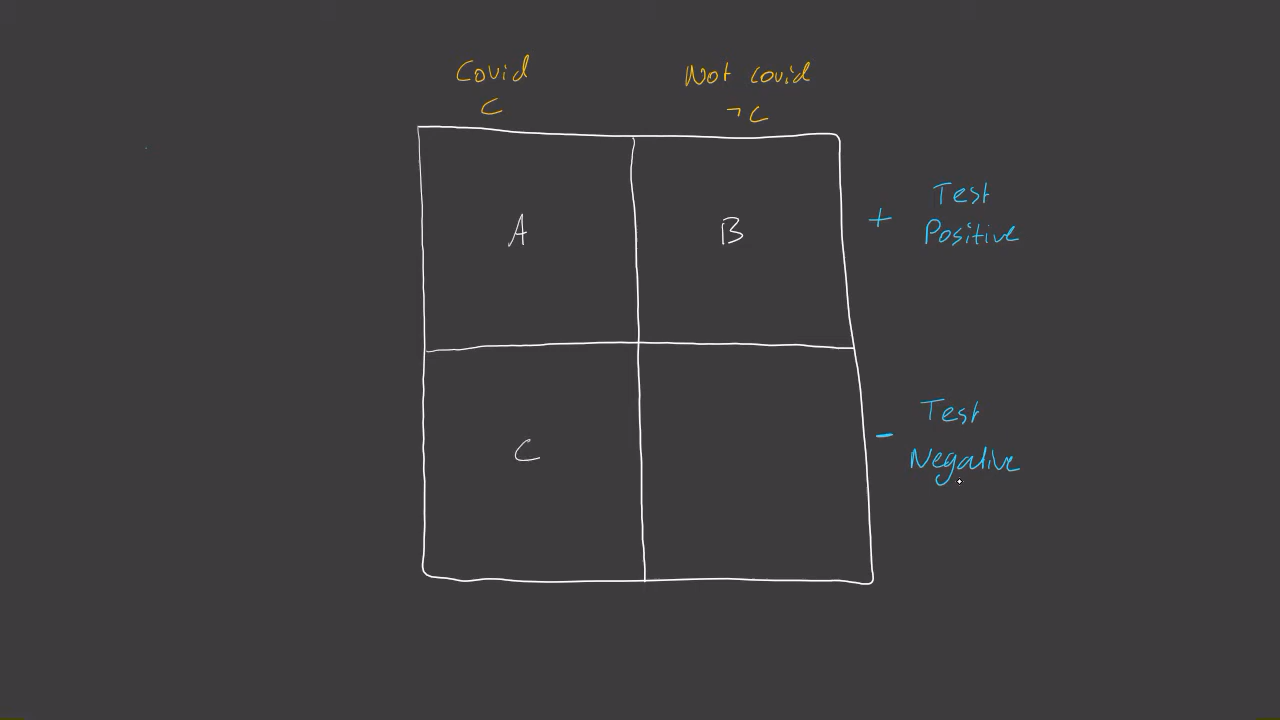 Covid
C
Not covid
¬C
A
B
+
Test
Positive
C
-
Test
Negative